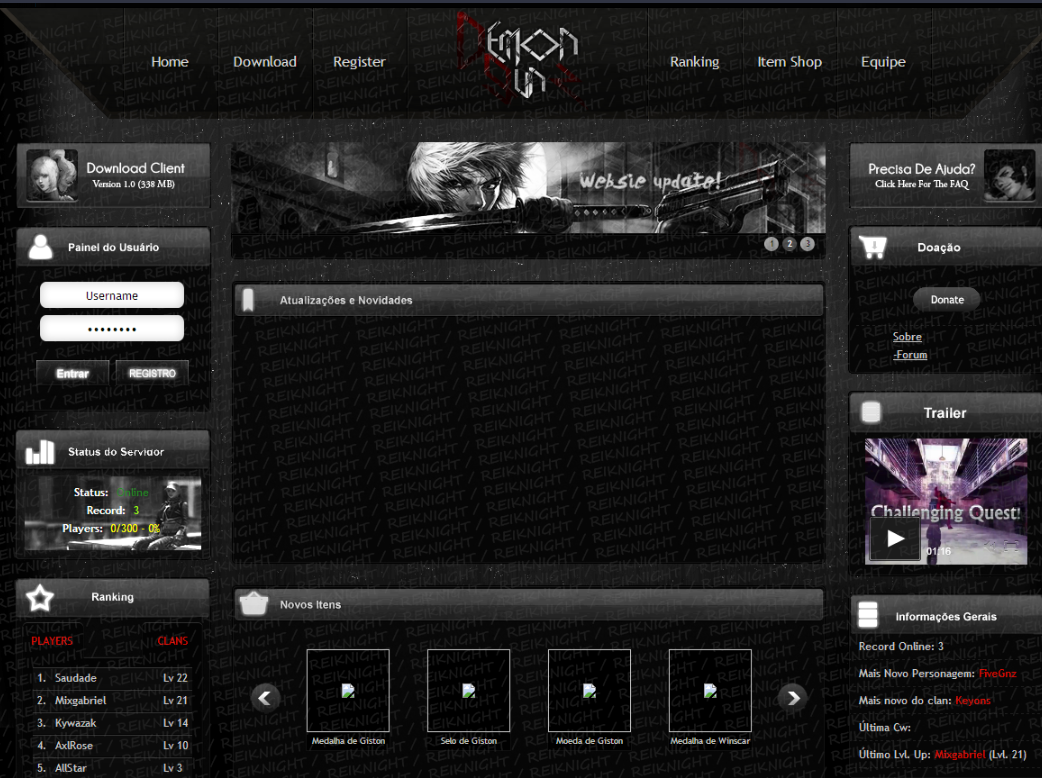 Home
Download
Register
DEMON
GUNZ
Ranking
Item Shop
Equipe
Download Client
Version 1.0 (338 MB)
Websie update!
1 2 3
Precisa De Ajuda?
Click Here For The FAQ
Painel do Usuário
Username
••••••••
Entrar
REGISTRO
Status do Servidor
Status: Online
Record: 3
Players: 0/300 - 0%
Ranking
PLAYERS CLANS
1. Saudade Lv 22
2. Mixgabriel Lv 21
3. Kywazak Lv 14
4. AxlRose Lv 10
5. AllStar Lv 3
Atualizações e Novidades
Novos Itens
Medalha de Giston
Selo de Giston
Moeda de Giston
Medalha de Winscar
Doação
Donate
Sobre
-Forum
Trailer
Challenging Quest!
01:16
Informações Gerais
Record Online: 3
Mais Novo Personagem: FiveGnz
Mais novo do clan: Keyons
Última Cw:
Último Lvl. Up: Mixgabriel (Lvl. 21)
REIKNIGHT / REIKNIGHT / REIKNIGHT